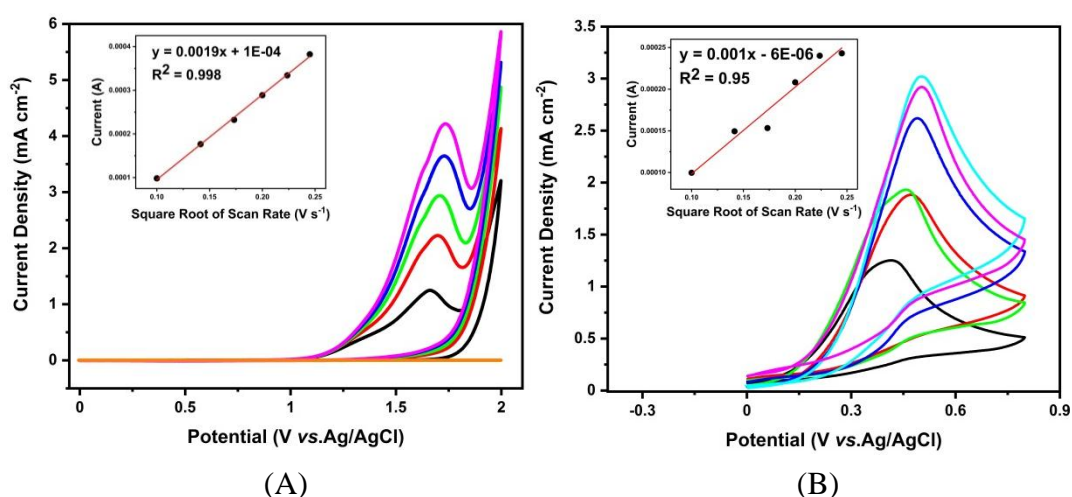 6
5
4
3
2
1
0
0
0.5
1
1.5
2
Current Density (mA cm⁻²)
Potential (V vs.Ag/AgCl)
0.0004
0.0003
0.0002
0.0001
0.10
0.15
0.20
0.25
Current (A)
Square Root of Scan Rate (V s⁻¹)
y = 0.0019x + 1E-04
R² = 0.998
(A)
3.5
3
2.5
2
1.5
1
0.5
0
-0.3
0
0.3
0.6
0.9
Current Density (mA cm⁻²)
Potential (V vs.Ag/AgCl)
0.00025
0.00020
0.00015
0.00010
0.10
0.15
0.20
0.25
Current (A)
Square Root of Scan Rate (V s⁻¹)
y = 0.001x - 6E-06
R² = 0.95
(B)